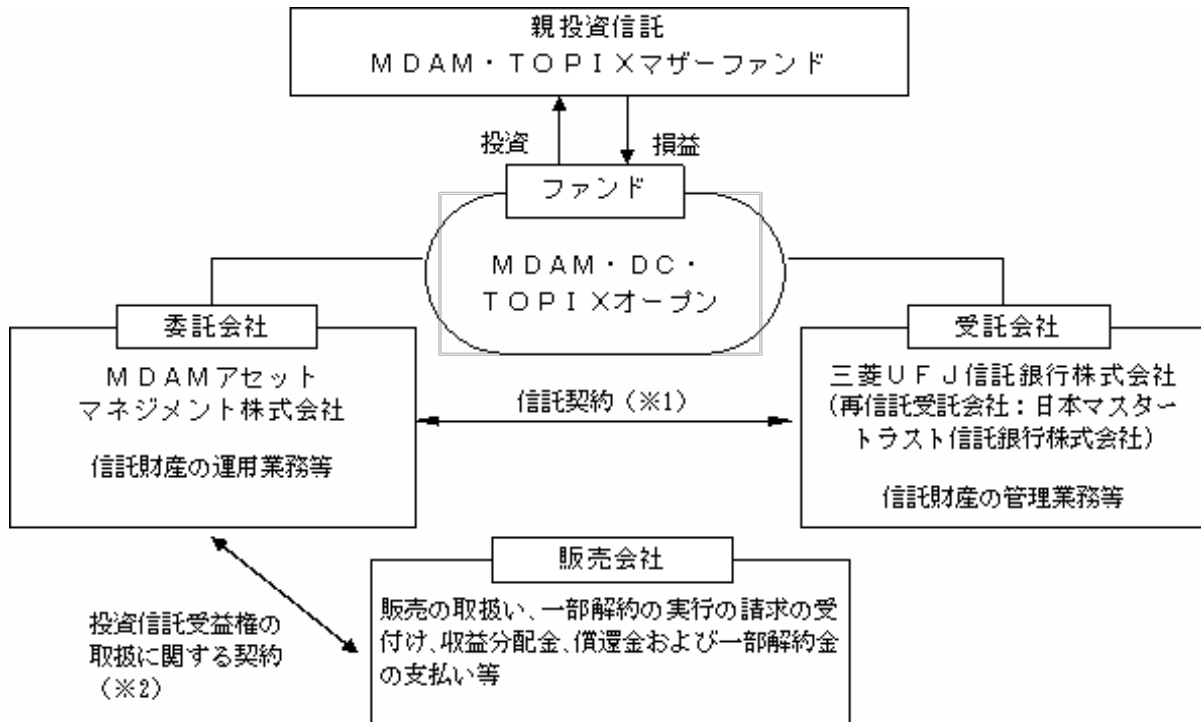 親投資信託
MDAM・TOPIXマザーファンド
投資
損益
ファンド
MDAM・DC・
TOPIXオープン
委託会社
MDAMアセット
マネジメント株式会社
信託財産の運用業務等
信託契約(※1)
受託会社
三菱UFJ信託銀行株式会社
(再信託受託会社:日本マスター
トラスト信託銀行株式会社)
信託財産の管理業務等
投資信託受益権の
取扱に関する契約
(※2)
販売会社
販売の取扱い、一部解約の実行の請求の受
付け、収益分配金、償還金および一部解約金
の支払い等